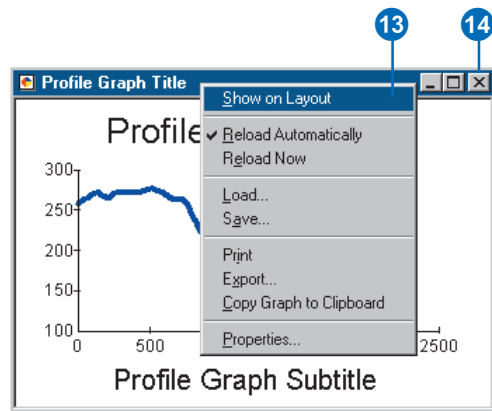 13 14
Profile Graph Title
Profile
Show on Layout
Reload Automatically
Reload Now
Load...
Save...
Print
Export...
Copy Graph to Clipboard
Properties...
300
250
200
150
100
0 500 2500
Profile Graph Subtitle